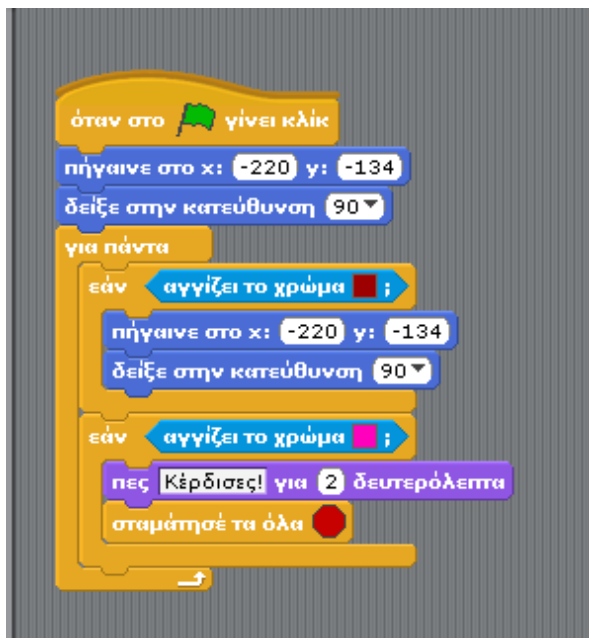 όταν στο γίνει κλίκ
πήγαινε στο x: -220 y: -134
δείξε στην κατεύθυνση 90
για πάντα
εάν αγγίζει το χρώμα ;
πήγαινε στο x: -220 y: -134
δείξε στην κατεύθυνση 90
εάν αγγίζει το χρώμα ;
πες Κέρδισες! για 2 δευτερόλεπτα
σταμάτησέ τα όλα